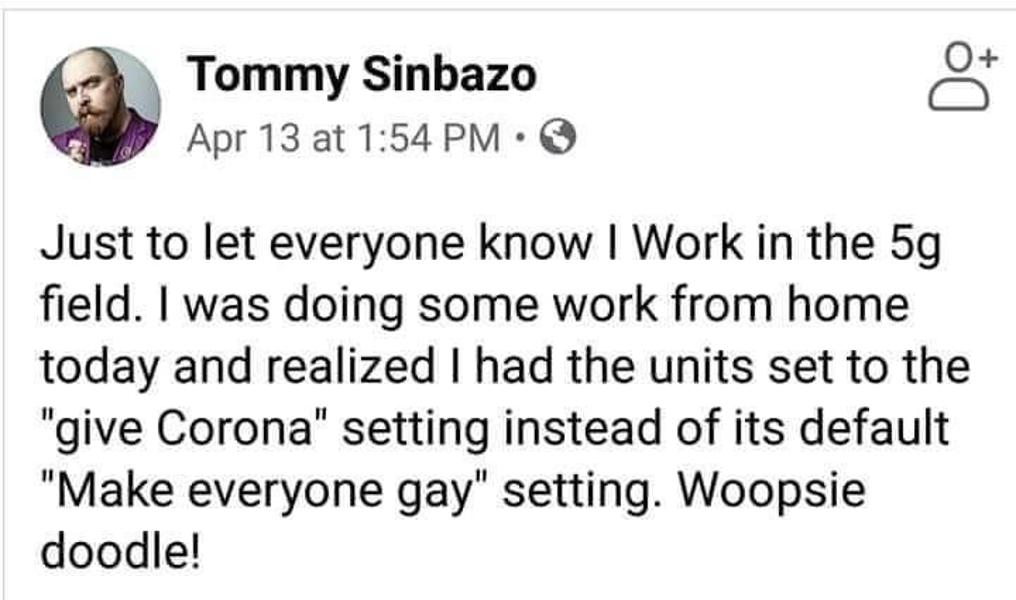 Tommy Sinbazo
Apr 13 at 1:54 PM •
Just to let everyone know I Work in the 5g
field. I was doing some work from home
today and realized I had the units set to the
"give Corona" setting instead of its default
"Make everyone gay" setting. Woopsie
doodle!